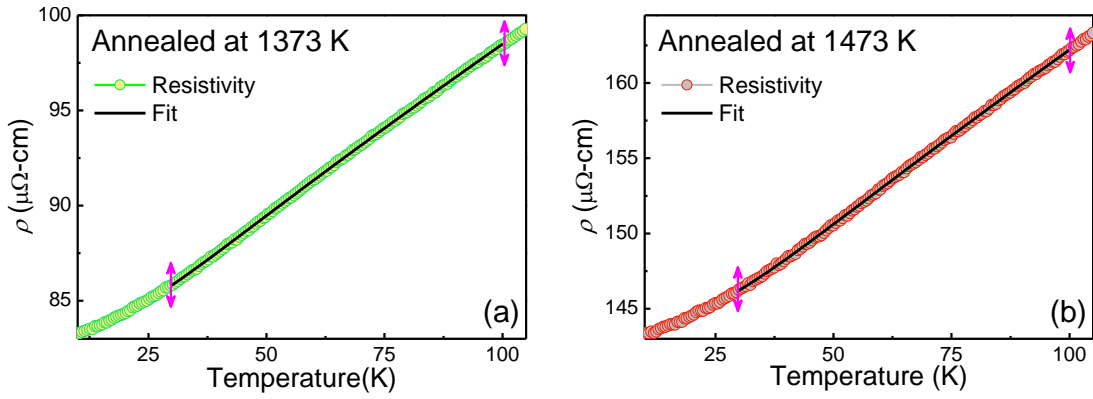 Annealed at 1373 K
Resistivity
Fit
ρ (μΩ-cm)
100
95
90
85
25
50
75
100
Temperature(K)
(a)
Annealed at 1473 K
Resistivity
Fit
ρ (μΩ-cm)
160
155
150
145
25
50
75
100
Temperature (K)
(b)